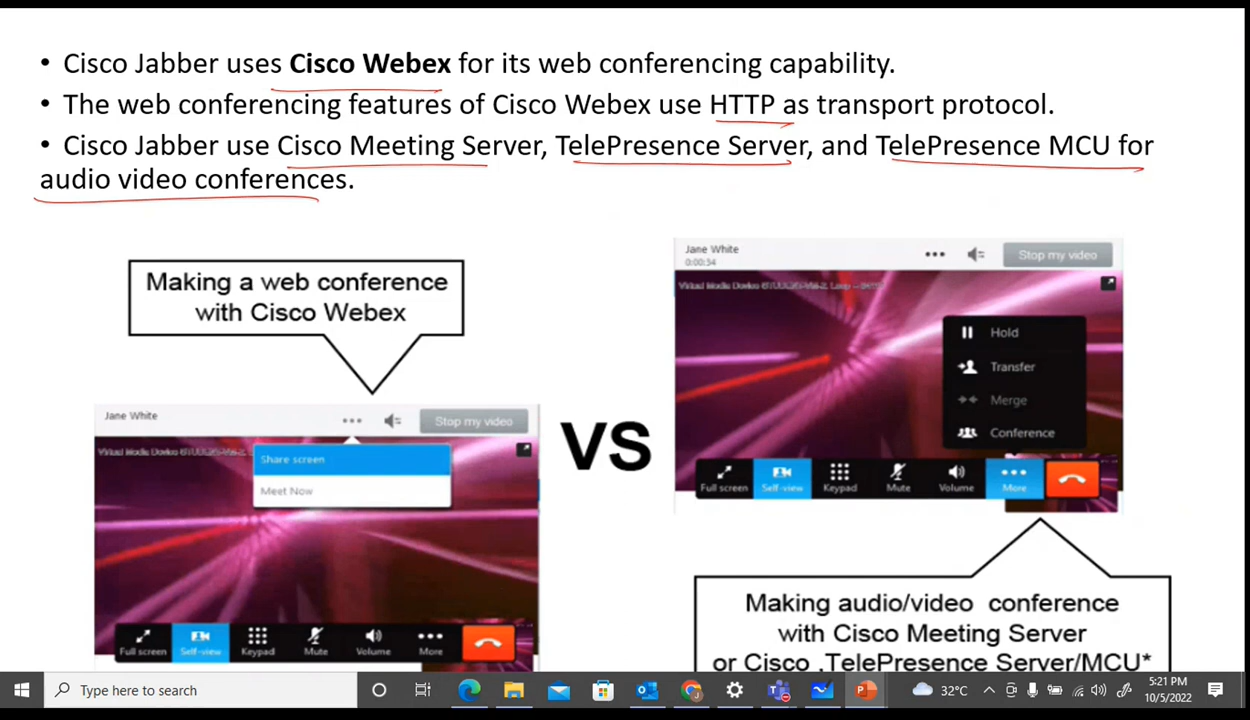 • Cisco Jabber uses Cisco Webex for its web conferencing capability.
• The web conferencing features of Cisco Webex use HTTP as transport protocol.
• Cisco Jabber use Cisco Meeting Server, TelePresence Server, and TelePresence MCU for
audio video conferences.
Making a web conference
with Cisco Webex
Jane White
Stop my video
Share screen
Meet Now
Full screen
Self-view
Keypad
Mute
Volume
More
VS
Jane White
0:00:54
Stop my video
Hold
Transfer
Merge
Conference
Full screen
Self-view
Keypad
Mute
Volume
More
Making audio/video conference
with Cisco Meeting Server
or Cisco ,TelePresence Server/MCU*
Type here to search
32°C
5:21 PM
10/5/2022